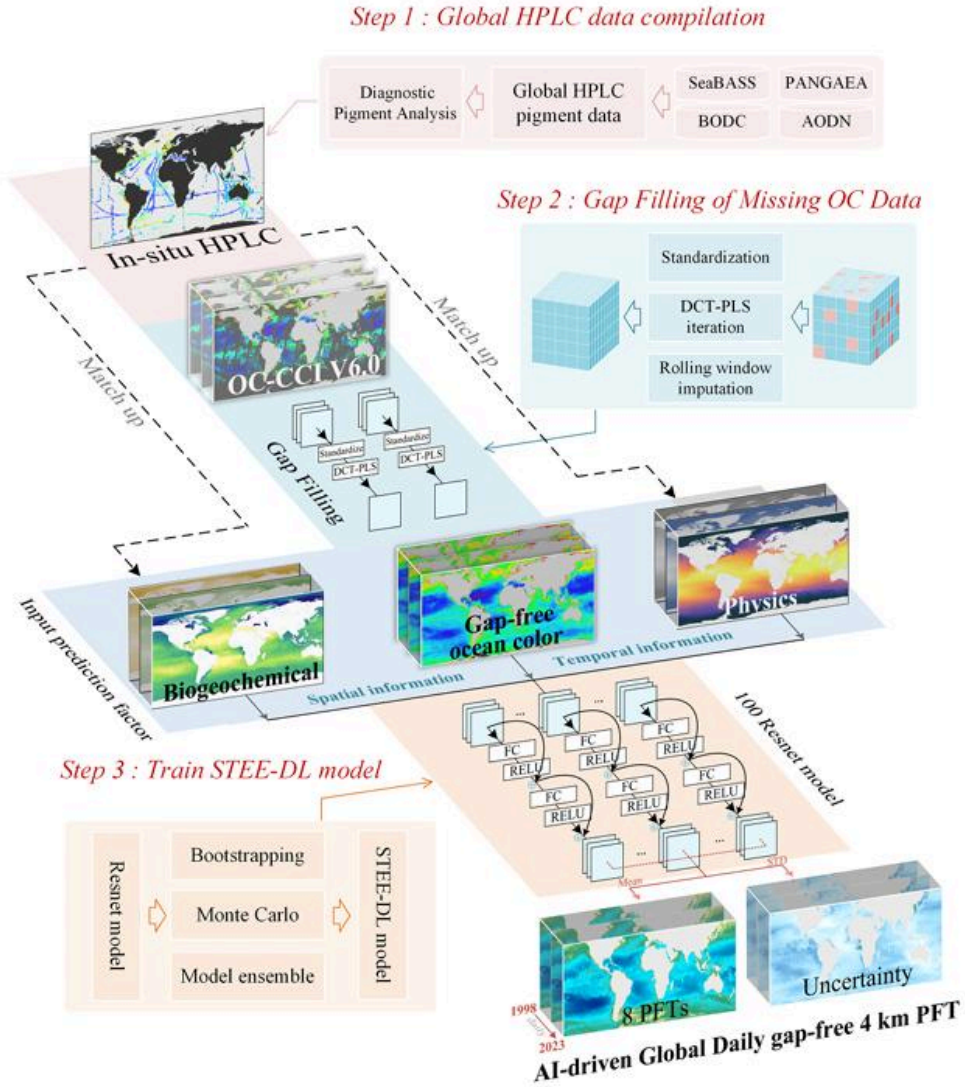 Step 1 : Global HPLC data compilation
Diagnostic
Pigment Analysis
Global HPLC
pigment data
SeaBASS
PANGAEA
BODC
AODN
In-situ HPLC
Step 2 : Gap Filling of Missing OC Data
Standardization
DCT-PLS
iteration
Rolling window
imputation
Match up
Match up
OC-CCI V6.0
Standardize
DCT-PLS
Standardize
DCT-PLS
Gap Filling
Input prediction factor
Biogeochemical
Gap-free
ocean color
Physics
Spatial information
Temporal information
Step 3 : Train STEE-DL model
Resnet model
Bootstrapping
Monte Carlo
Model ensemble
STEE-DL model
...
...
FC
RELU
FC
RELU
FC
RELU
FC
RELU
FC
RELU
FC
RELU
...
...
100 Resnet model
Mean
STD
8 PFTs
Uncertainty
1998
daily
2023
AI-driven Global Daily gap-free 4 km PFT